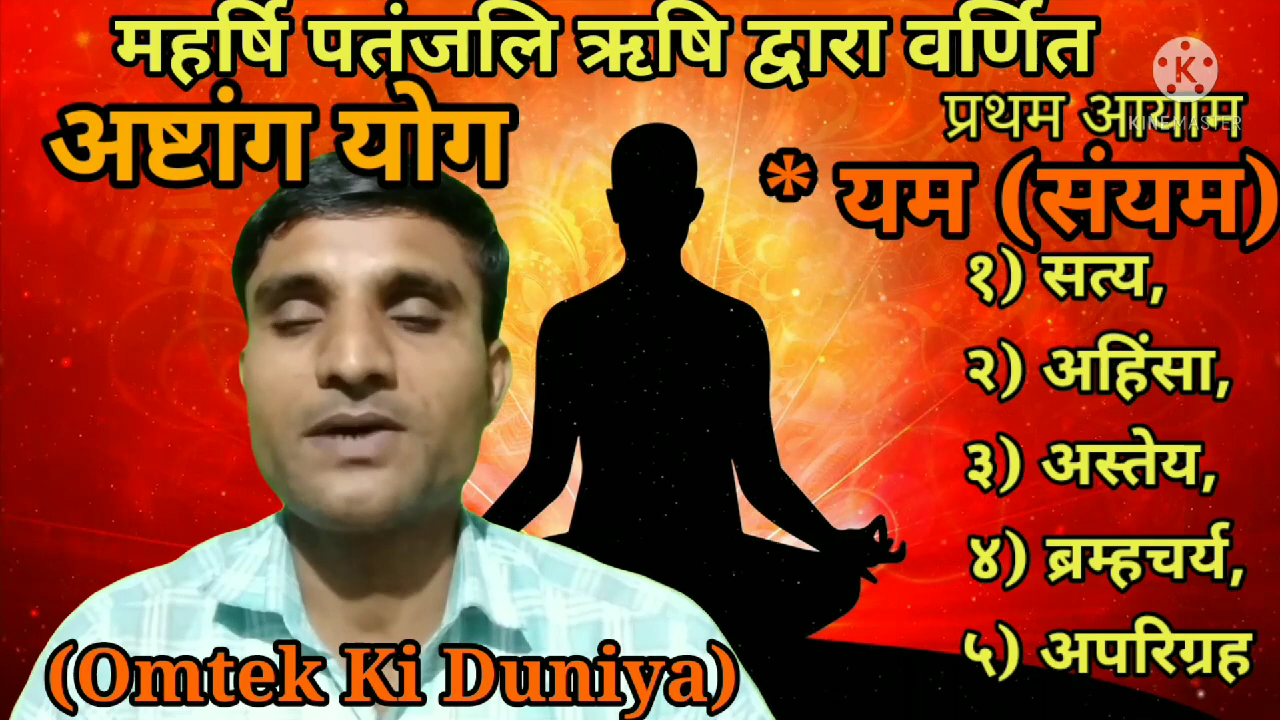 महर्षि पतंजलि ऋषि द्वारा वर्णित
अष्टांग योग
K
KINEMASTER
प्रथम आयाम
* यम (संयम)
१) सत्य,
२) अहिंसा,
३) अस्तेय,
४) ब्रम्हचर्य,
५) अपरिग्रह
(Omtek Ki Duniya)